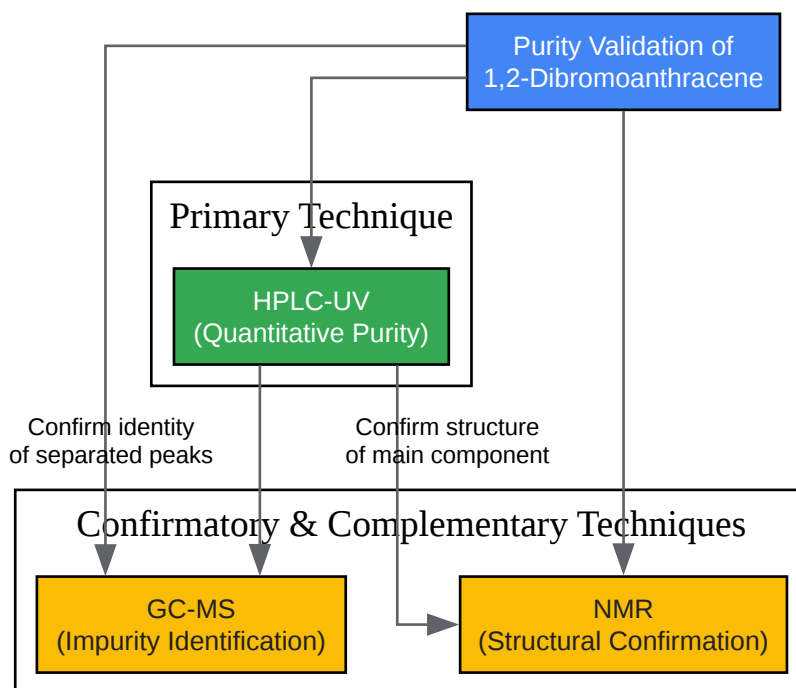 Purity Validation of
1,2-Dibromoanthracene
Primary Technique
HPLC-UV
(Quantitative Purity)
Confirm identity
of separated peaks
Confirm structure
of main component
Confirmatory & Complementary Techniques
GC-MS
(Impurity Identification)
NMR
(Structural Confirmation)